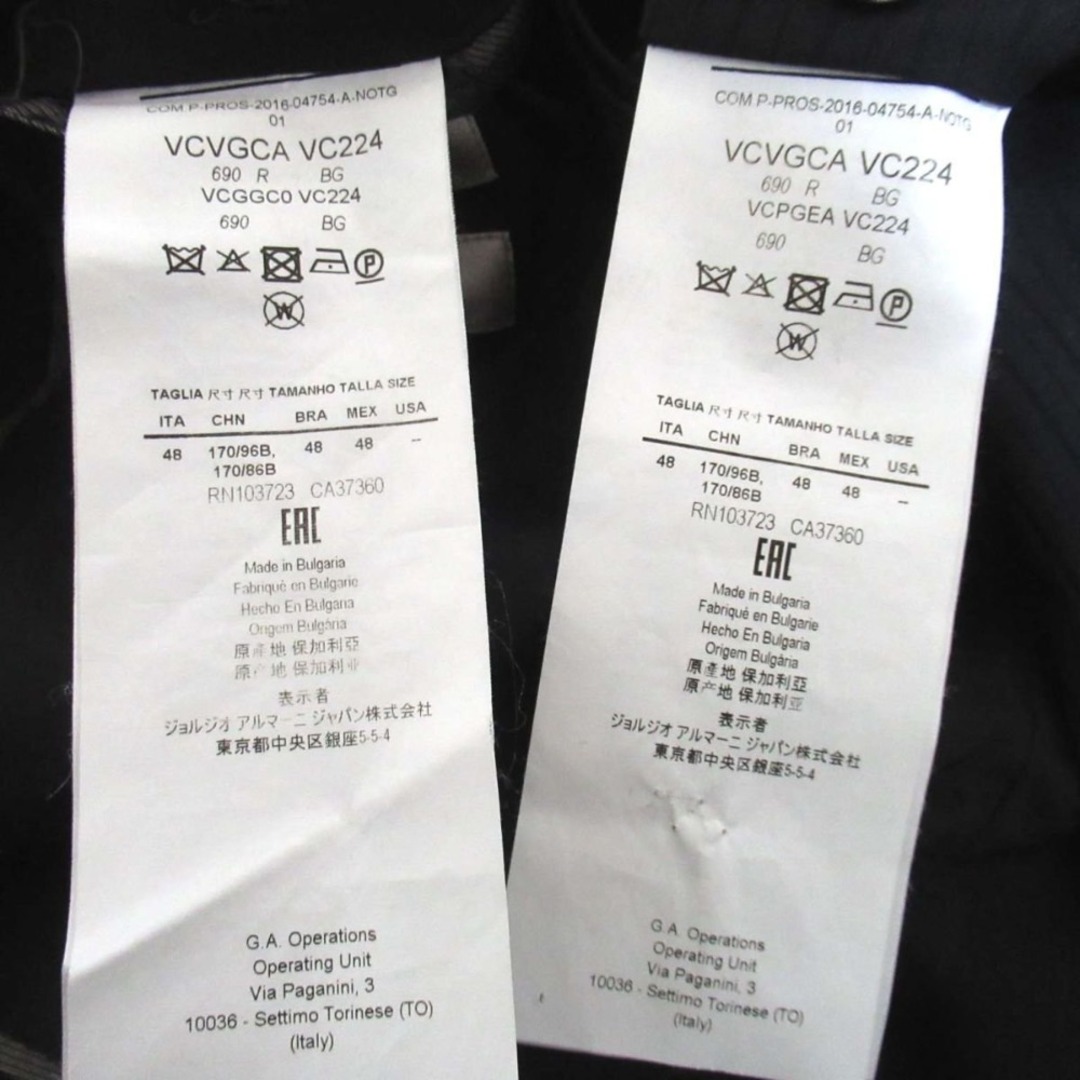 COM P-PROS-2016-04754-A-NOTG
01
VCVGCA VC224
690 R BG
VCGGC0 VC224
690 BG
P
W
TAGLIA 尺寸 尺寸 TAMANHO TALLA SIZE
ITA CHN BRA MEX USA
48 170/96B, 48 48 --
170/86B
RN103723 CA37360
EAC
Made in Bulgaria
Fabriqué en Bulgarie
Hecho En Bulgaria
Origem Bulgària
原產地 保加利亞
原产地 保加利亚
表示者
ジョルジオ アルマーニ ジャパン株式会社
東京都中央区銀座5-5-4
G.A. Operations
Operating Unit
Via Paganini, 3
10036 - Settimo Torinese (TO)
(Italy)
COM P-PROS-2016-04754-A-NOTG
01
VCVGCA VC224
690 R BG
VCPGEA VC224
690 BG
P
W
TAGLIA 尺寸 尺寸 TAMANHO TALLA SIZE
ITA CHN BRA MEX USA
48 170/96B, 48 48 --
170/86B
RN103723 CA37360
EAC
Made in Bulgaria
Fabriqué en Bulgarie
Hecho En Bulgaria
Origem Bulgària
原產地 保加利亞
原产地 保加利亚
表示者
ジョルジオ アルマーニ ジャパン株式会社
東京都中央区銀座5-5-4
G.A. Operations
Operating Unit
Via Paganini, 3
10036 - Settimo Torinese (TO)
(Italy)